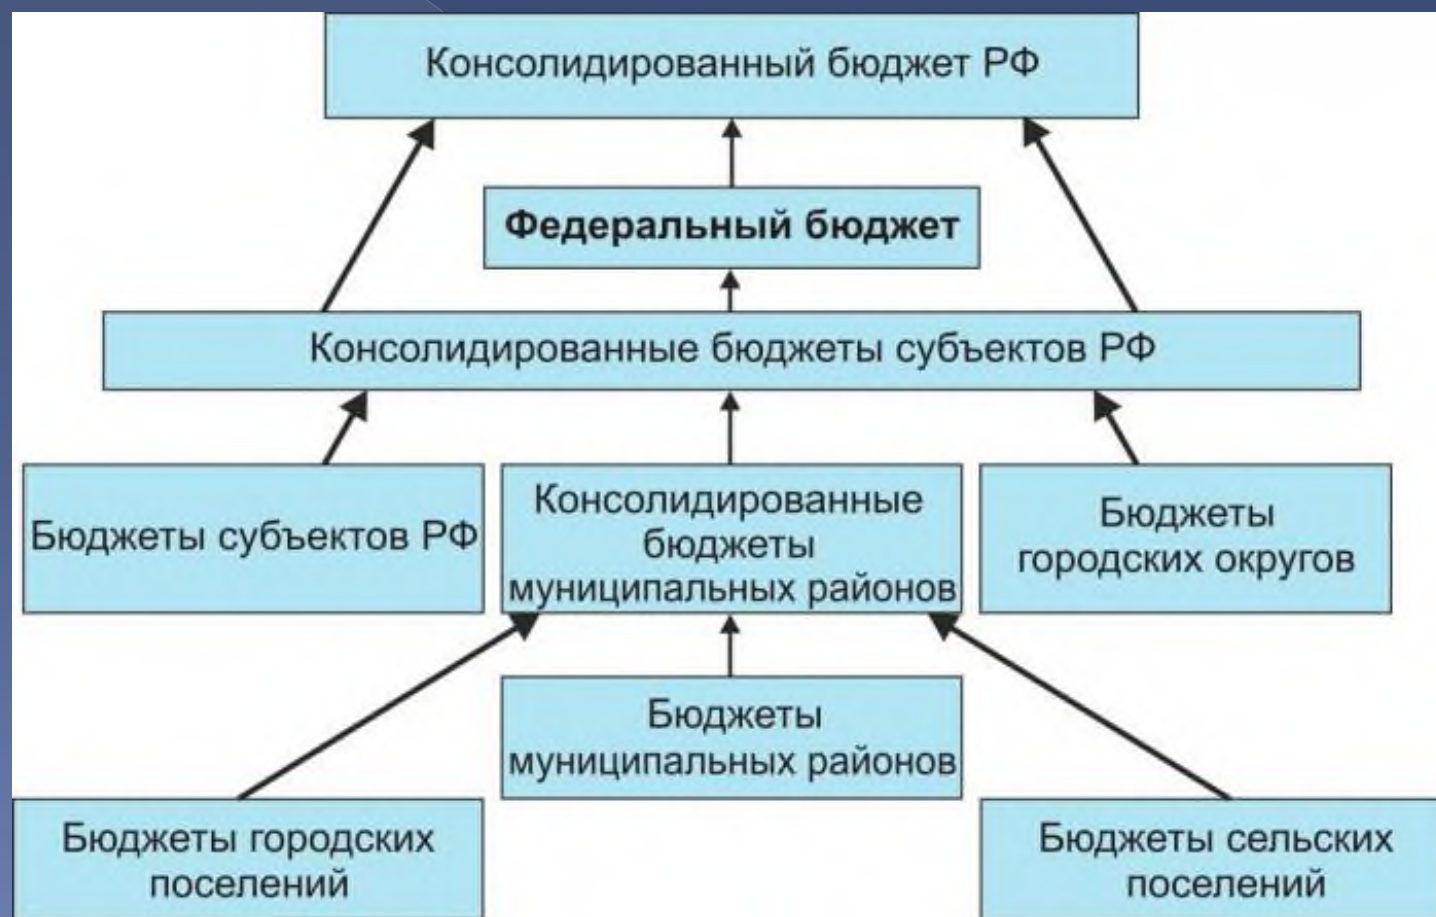 Консолидированный бюджет РФ
Федеральный бюджет
Консолидированные бюджеты субъектов РФ
Бюджеты субъектов РФ
Консолидированные
бюджеты
муниципальных районов
Бюджеты
городских округов
Бюджеты
муниципальных районов
Бюджеты городских
поселений
Бюджеты сельских
поселений